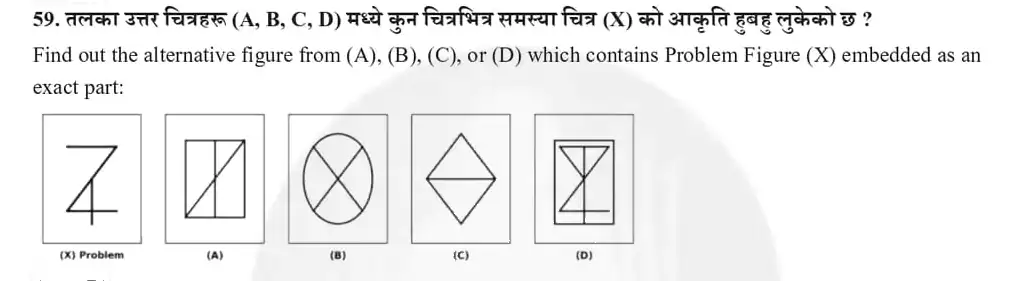 59. तलका उत्तर चित्रहरू (A, B, C, D) मध्ये कुन चित्रभित्र समस्या चित्र (X) को आकृति हुबहु लुकेको छ ?
Find out the alternative figure from (A), (B), (C), or (D) which contains Problem Figure (X) embedded as an
exact part:
(X) Problem (A) (B) (C) (D)